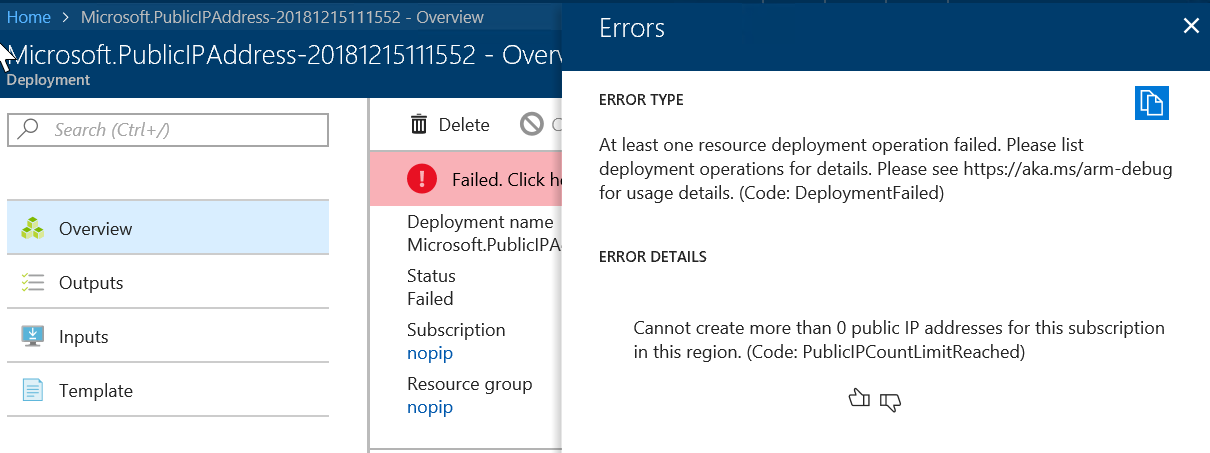 Home > Microsoft.PublicIPAddress-20181215111552 - Overview
Microsoft.PublicIPAddress-20181215111552 - Overv
Deployment
Search (Ctrl+/)
Overview
Outputs
Inputs
Template
Delete
Failed. Click he
Deployment name
Microsoft.PublicIPA
Status
Failed
Subscription
nopip
Resource group
nopip
Errors
ERROR TYPE
At least one resource deployment operation failed. Please list
deployment operations for details. Please see https://aka.ms/arm-debug
for usage details. (Code: DeploymentFailed)
ERROR DETAILS
Cannot create more than 0 public IP addresses for this subscription
in this region. (Code: PublicIPCountLimitReached)